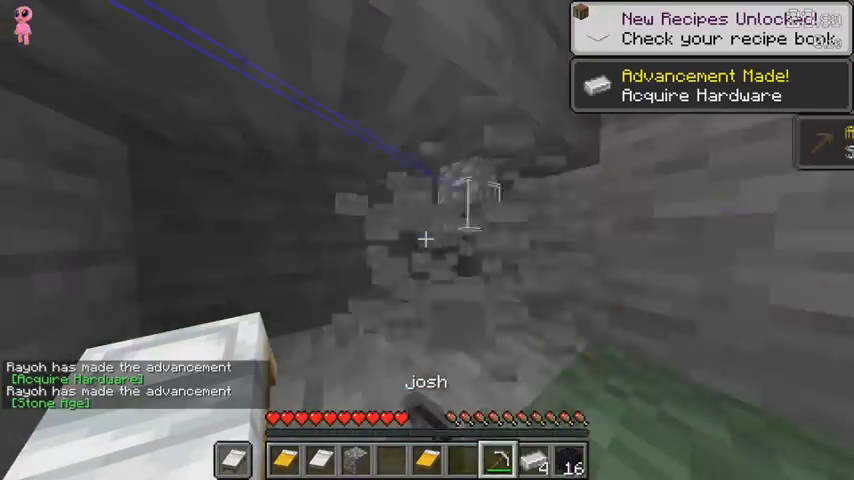 New Recipes Unlocked!
Check your recipe book
Advancement Made!
Acquire Hardware
Rayoh has made the advancement
[Acquire Hardware]
Rayoh has made the advancement
[Stone Age]
josh
4
16